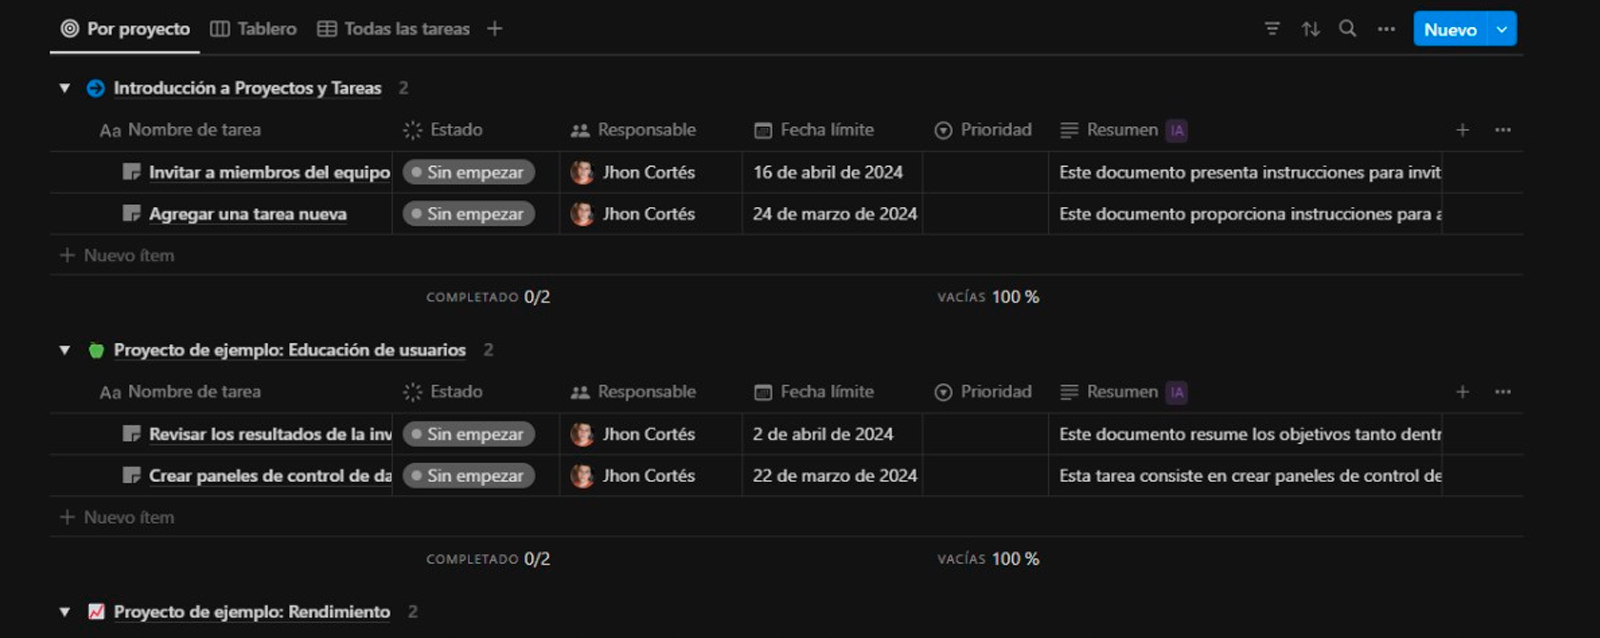 Por proyecto Tablero Todas las tareas Nuevo
Introducción a Proyectos y Tareas 2
Aa Nombre de tarea Estado Responsable Fecha límite Prioridad Resumen IA
Invitar a miembros del equipo Sin empezar Jhon Cortés 16 de abril de 2024 Este documento presenta instrucciones para invit
Agregar una tarea nueva Sin empezar Jhon Cortés 24 de marzo de 2024 Este documento proporciona instrucciones para a
+ Nuevo ítem
COMPLETADO 0/2 VACÍAS 100 %
Proyecto de ejemplo: Educación de usuarios 2
Aa Nombre de tarea Estado Responsable Fecha límite Prioridad Resumen IA
Revisar los resultados de la inv Sin empezar Jhon Cortés 2 de abril de 2024 Este documento resume los objetivos tanto dentr
Crear paneles de control de da Sin empezar Jhon Cortés 22 de marzo de 2024 Esta tarea consiste en crear paneles de control de
+ Nuevo ítem
COMPLETADO 0/2 VACÍAS 100 %
Proyecto de ejemplo: Rendimiento 2